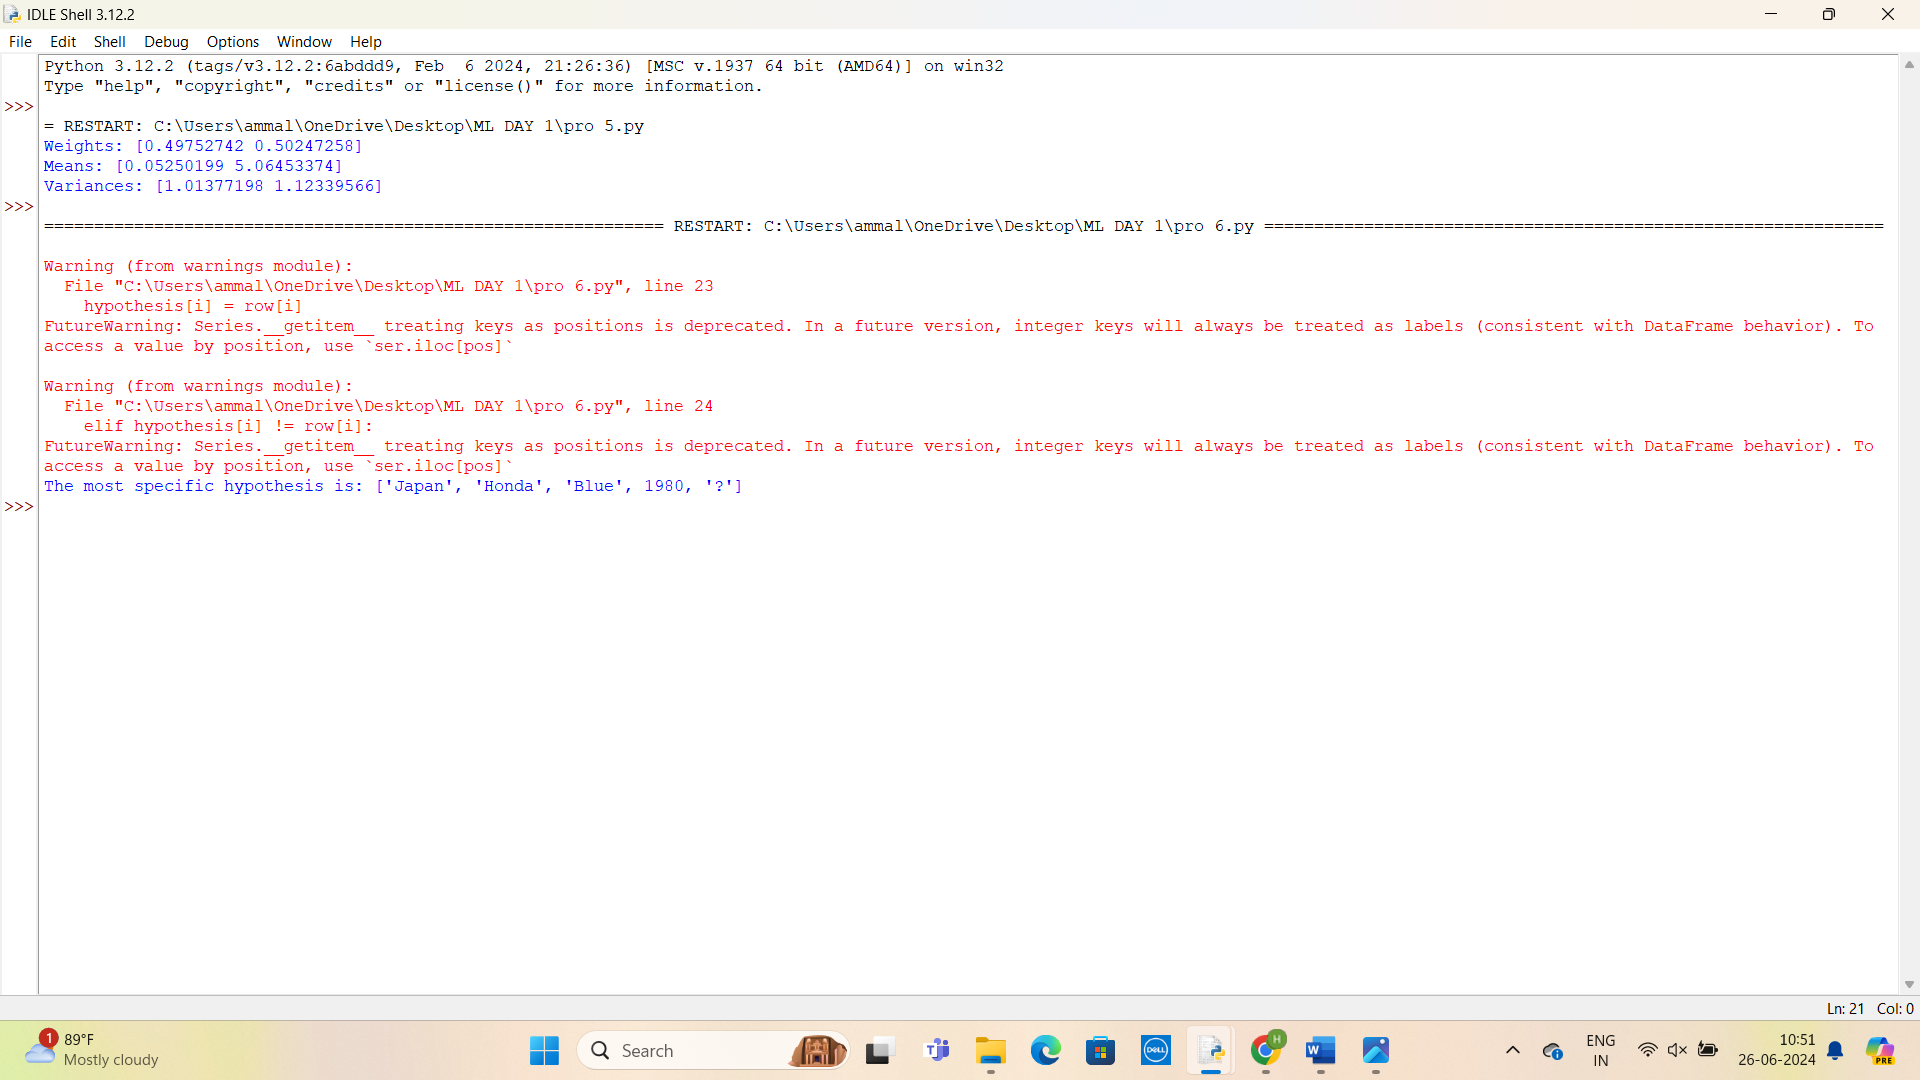 IDLE Shell 3.12.2
File Edit Shell Debug Options Window Help
Python 3.12.2 (tags/v3.12.2:6abddd9, Feb  6 2024, 21:26:36) [MSC v.1937 64 bit (AMD64)] on win32
Type "help", "copyright", "credits" or "license()" for more information.
>>>
= RESTART: C:\Users\ammal\OneDrive\Desktop\ML DAY 1\pro 5.py
Weights: [0.49752742 0.50247258]
Means: [0.05250199 5.06453374]
Variances: [1.01377198 1.12339566]
>>>
============================================================== RESTART: C:\Users\ammal\OneDrive\Desktop\ML DAY 1\pro 6.py ==============================================================
Warning (from warnings module):
  File "C:\Users\ammal\OneDrive\Desktop\ML DAY 1\pro 6.py", line 23
    hypothesis[i] = row[i]
FutureWarning: Series.__getitem__ treating keys as positions is deprecated. In a future version, integer keys will always be treated as labels (consistent with DataFrame behavior). To
access a value by position, use `ser.iloc[pos]`
Warning (from warnings module):
  File "C:\Users\ammal\OneDrive\Desktop\ML DAY 1\pro 6.py", line 24
    elif hypothesis[i] != row[i]:
FutureWarning: Series.__getitem__ treating keys as positions is deprecated. In a future version, integer keys will always be treated as labels (consistent with DataFrame behavior). To
access a value by position, use `ser.iloc[pos]`
The most specific hypothesis is: ['Japan', 'Honda', 'Blue', 1980, '?']
>>>
Ln: 21 Col: 0
1
89°F
Mostly cloudy
Search
DELL
H
ENG
IN
10:51
26-06-2024
PRE